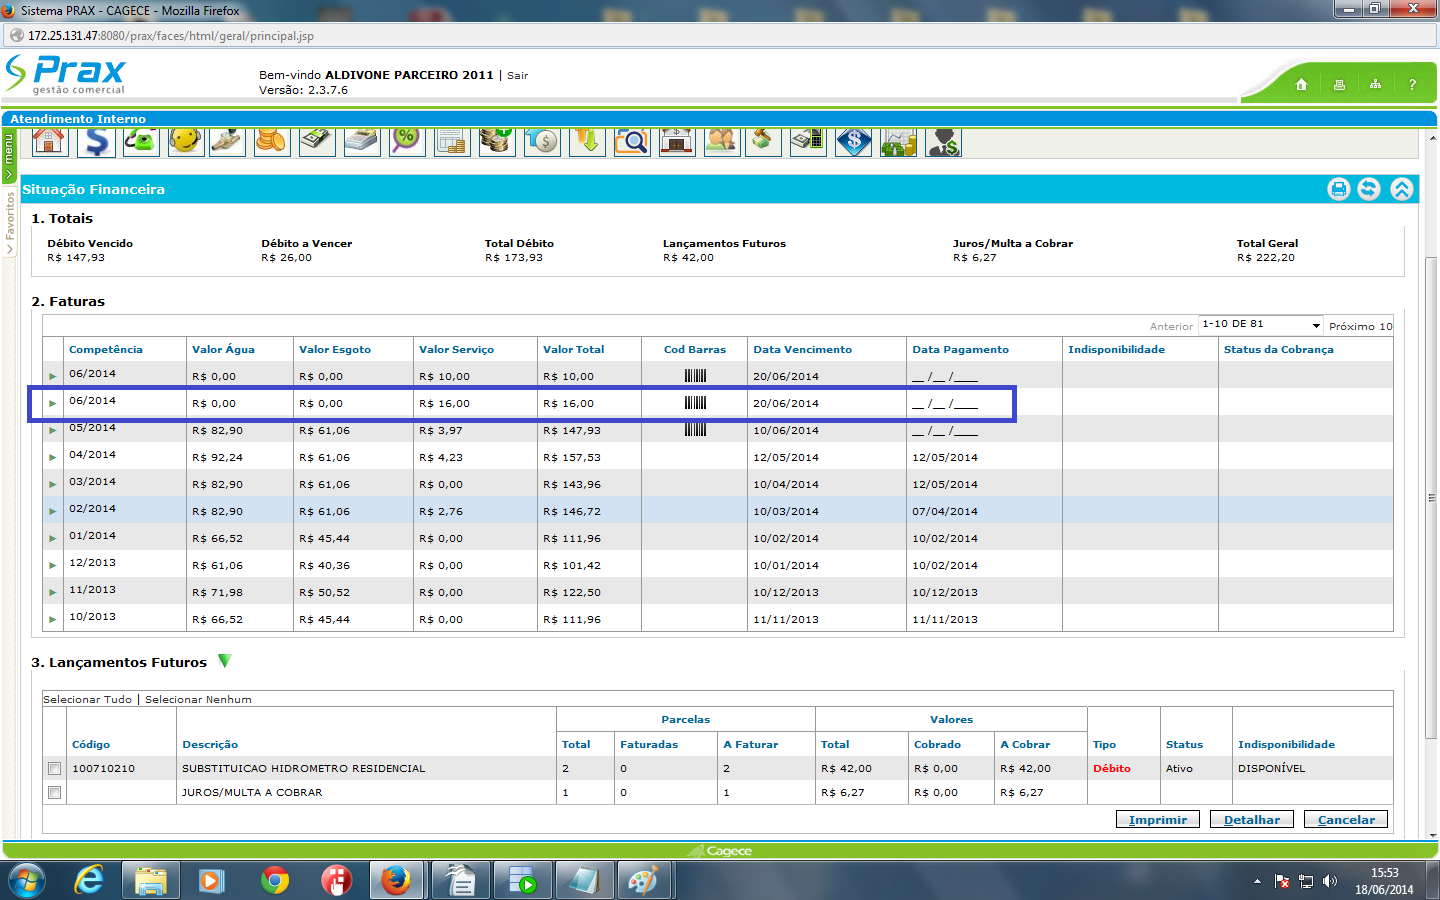 Sistema PRAX - CAGECE - Mozilla Firefox
172.25.131.47:8080/prax/faces/html/geral/principal.jsp
Prax
gestão comercial
Bem-vindo ALDIVONE PARCEIRO 2011 | Sair
Versão: 2.3.7.6
?
Atendimento Interno
menu
Favoritos
Situação Financeira
1. Totais
Débito Vencido Débito a Vencer Total Débito Lançamentos Futuros Juros/Multa a Cobrar Total Geral
R$ 147,93 R$ 26,00 R$ 173,93 R$ 42,00 R$ 6,27 R$ 222,20
2. Faturas
Anterior 1-10 DE 81 Próximo 10
Competência Valor Água Valor Esgoto Valor Serviço Valor Total Cod Barras Data Vencimento Data Pagamento Indisponibilidade Status da Cobrança
06/2014 R$ 0,00 R$ 0,00 R$ 10,00 R$ 10,00 20/06/2014 __ /__ /____
06/2014 R$ 0,00 R$ 0,00 R$ 16,00 R$ 16,00 20/06/2014 __ /__ /____
05/2014 R$ 82,90 R$ 61,06 R$ 3,97 R$ 147,93 10/06/2014 __ /__ /____
04/2014 R$ 92,24 R$ 61,06 R$ 4,23 R$ 157,53 12/05/2014 12/05/2014
03/2014 R$ 82,90 R$ 61,06 R$ 0,00 R$ 143,96 10/04/2014 12/05/2014
02/2014 R$ 82,90 R$ 61,06 R$ 2,76 R$ 146,72 10/03/2014 07/04/2014
01/2014 R$ 66,52 R$ 45,44 R$ 0,00 R$ 111,96 10/02/2014 10/02/2014
12/2013 R$ 61,06 R$ 40,36 R$ 0,00 R$ 101,42 10/01/2014 10/02/2014
11/2013 R$ 71,98 R$ 50,52 R$ 0,00 R$ 122,50 10/12/2013 10/12/2013
10/2013 R$ 66,52 R$ 45,44 R$ 0,00 R$ 111,96 11/11/2013 11/11/2013
3. Lançamentos Futuros
Selecionar Tudo | Selecionar Nenhum
Parcelas Valores
Código Descrição Total Faturadas A Faturar Total Cobrado A Cobrar Tipo Status Indisponibilidade
100710210 SUBSTITUICAO HIDROMETRO RESIDENCIAL 2 0 2 R$ 42,00 R$ 0,00 R$ 42,00 Débito Ativo DISPONÍVEL
JUROS/MULTA A COBRAR 1 0 1 R$ 6,27 R$ 0,00 R$ 6,27
Imprimir Detalhar Cancelar
Cagece
15:53
18/06/2014